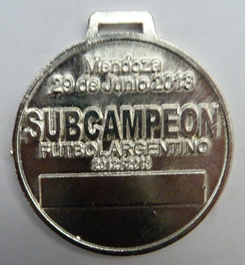 Mendoza
29 de Junio 2013
SUBCAMPEON
FUTBOL ARGENTINO
2012/2013